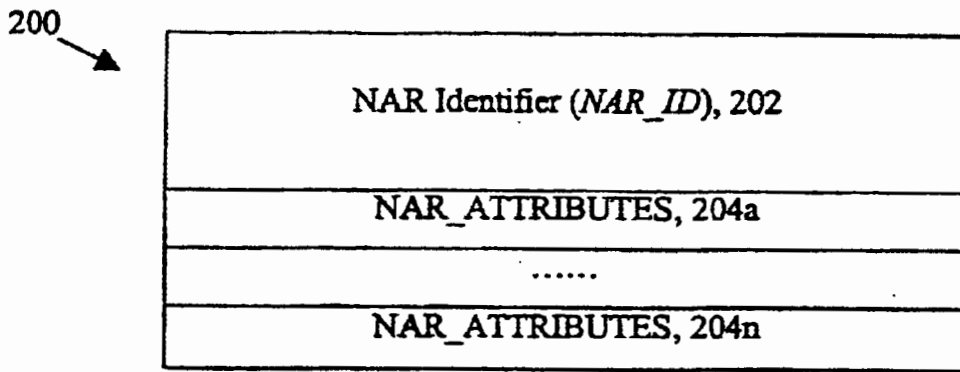 200
NAR Identifier (NAR_ID), 202
NAR_ATTRIBUTES, 204a
......
NAR_ATTRIBUTES, 204n